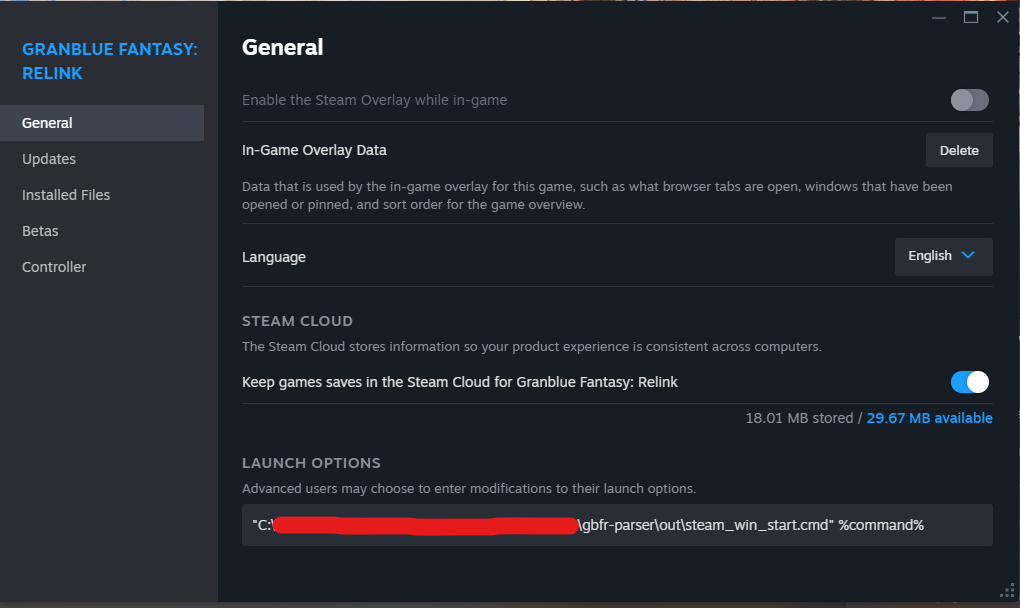 GRANBLUE FANTASY:
RELINK
General
Updates
Installed Files
Betas
Controller
General
Enable the Steam Overlay while in-game
In-Game Overlay Data
Delete
Data that is used by the in-game overlay for this game, such as what browser tabs are open, windows that have been
opened or pinned, and sort order for the game overview.
Language
English
STEAM CLOUD
The Steam Cloud stores information so your product experience is consistent across computers.
Keep games saves in the Steam Cloud for Granblue Fantasy: Relink
18.01 MB stored / 29.67 MB available
LAUNCH OPTIONS
Advanced users may choose to enter modifications to their launch options.
"C:\ \gbfr-parser\out\steam_win_start.cmd" %command%